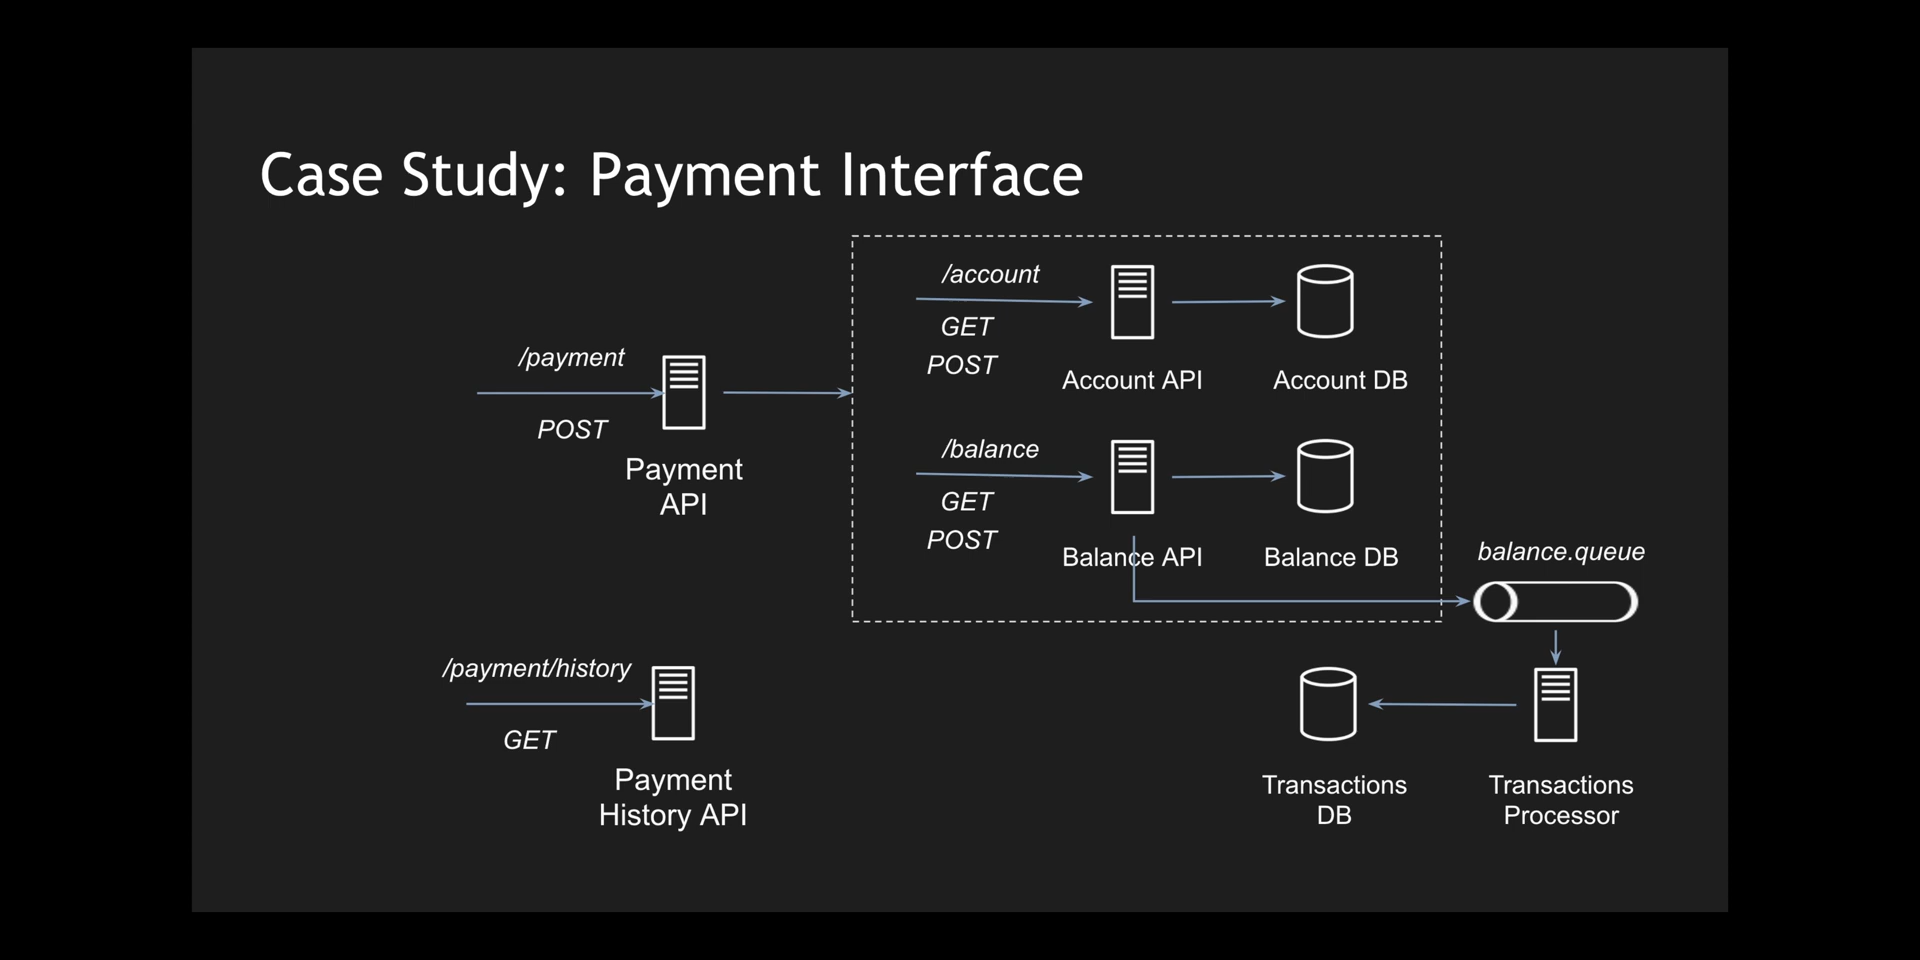 Case Study: Payment Interface
/account
GET
POST
Account API
Account DB
/payment
POST
Payment
API
/balance
GET
POST
Balance API
Balance DB
balance.queue
/payment/history
GET
Payment
History API
Transactions
DB
Transactions
Processor